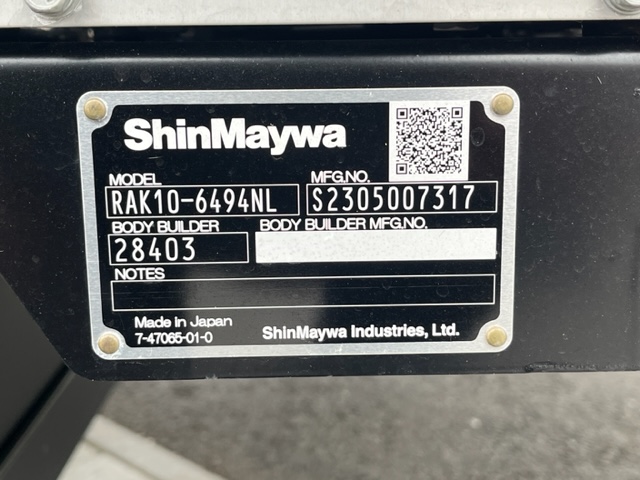 ShinMaywa
MODEL MFG.NO.
RAK10-6494NL S2305007317
BODY BUILDER BODY BUILDER MFG.NO.
28403
NOTES
Made in Japan
7-47065-01-0 ShinMaywa Industries, Ltd.